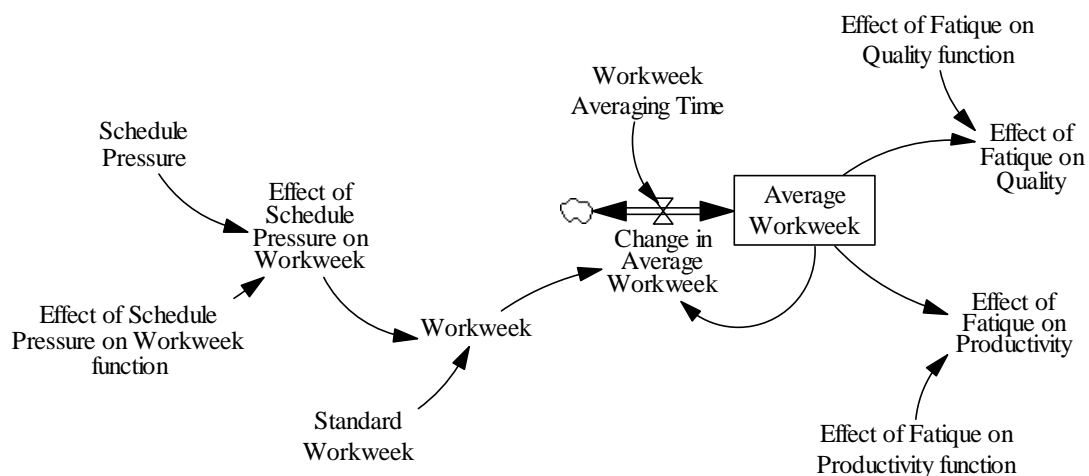 Effect of Fatique on
Quality function
Workweek
Averaging Time
Schedule
Pressure
Effect of
Fatique on
Quality
Effect of
Schedule
Pressure on
Workweek
Average
Workweek
Change in
Average
Workweek
Effect of Schedule
Pressure on Workweek
function
Workweek
Effect of
Fatique on
Productivity
Standard
Workweek
Effect of Fatique on
Productivity function